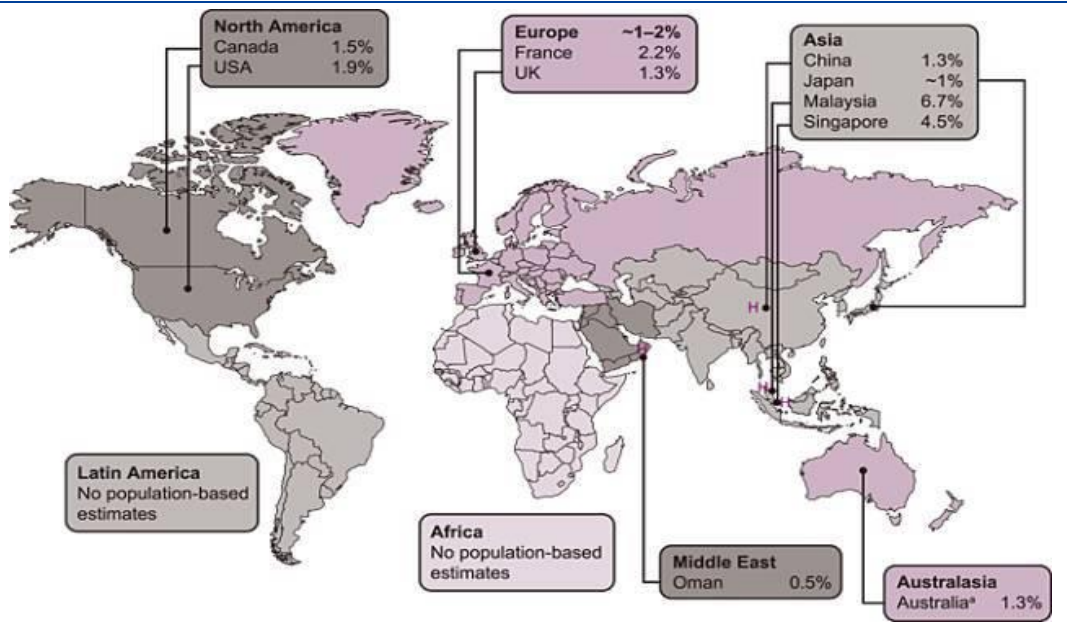 North America
Canada 1.5%
USA 1.9%
Europe ~1–2%
France 2.2%
UK 1.3%
Asia
China 1.3%
Japan ~1%
Malaysia 6.7%
Singapore 4.5%
H
H
H
H
Latin America
No population-based
estimates
Africa
No population-based
estimates
Middle East
Oman 0.5%
Australasia
Australiaᵃ 1.3%